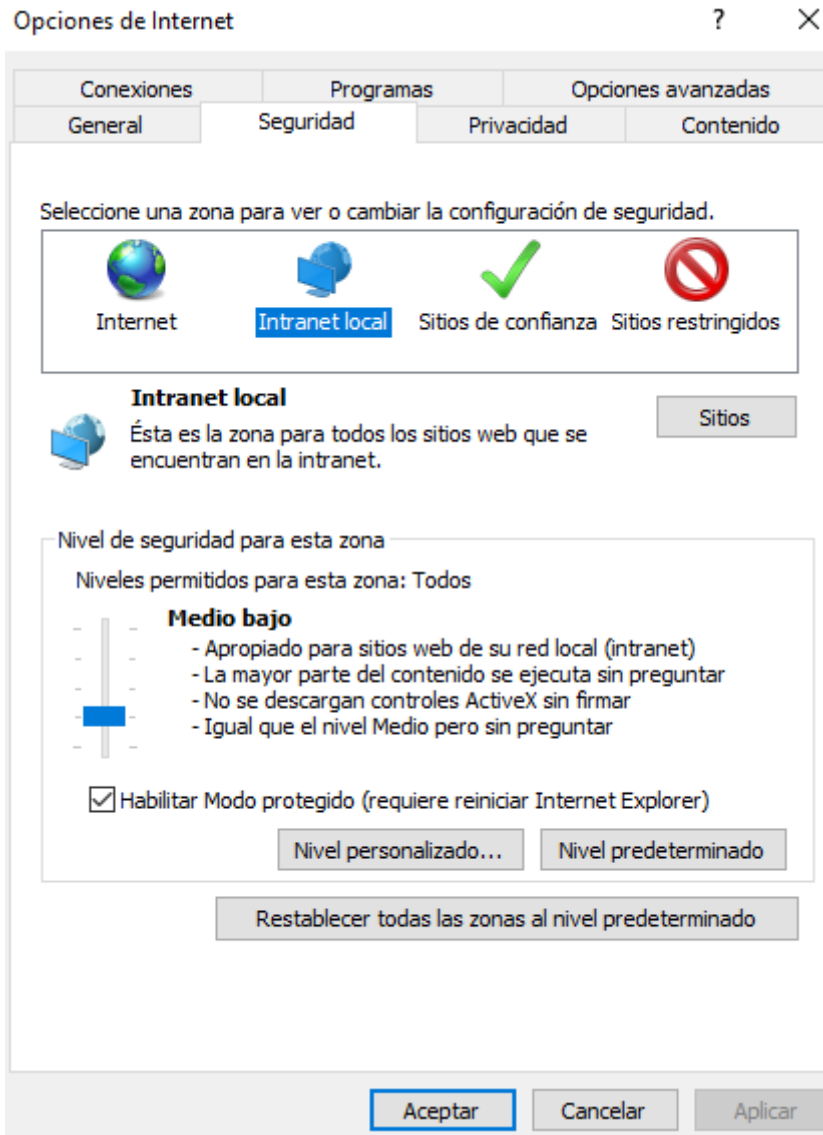 Opciones de Internet
?
Conexiones Programas Opciones avanzadas
General Seguridad Privacidad Contenido
Seleccione una zona para ver o cambiar la configuración de seguridad.
Internet Intranet local Sitios de confianza Sitios restringidos
Intranet local
Ésta es la zona para todos los sitios web que se
encuentran en la intranet.
Sitios
Nivel de seguridad para esta zona
Niveles permitidos para esta zona: Todos
Medio bajo
- Apropiado para sitios web de su red local (intranet)
- La mayor parte del contenido se ejecuta sin preguntar
- No se descargan controles ActiveX sin firmar
- Igual que el nivel Medio pero sin preguntar
Habilitar Modo protegido (requiere reiniciar Internet Explorer)
Nivel personalizado... Nivel predeterminado
Restablecer todas las zonas al nivel predeterminado
Aceptar Cancelar Aplicar